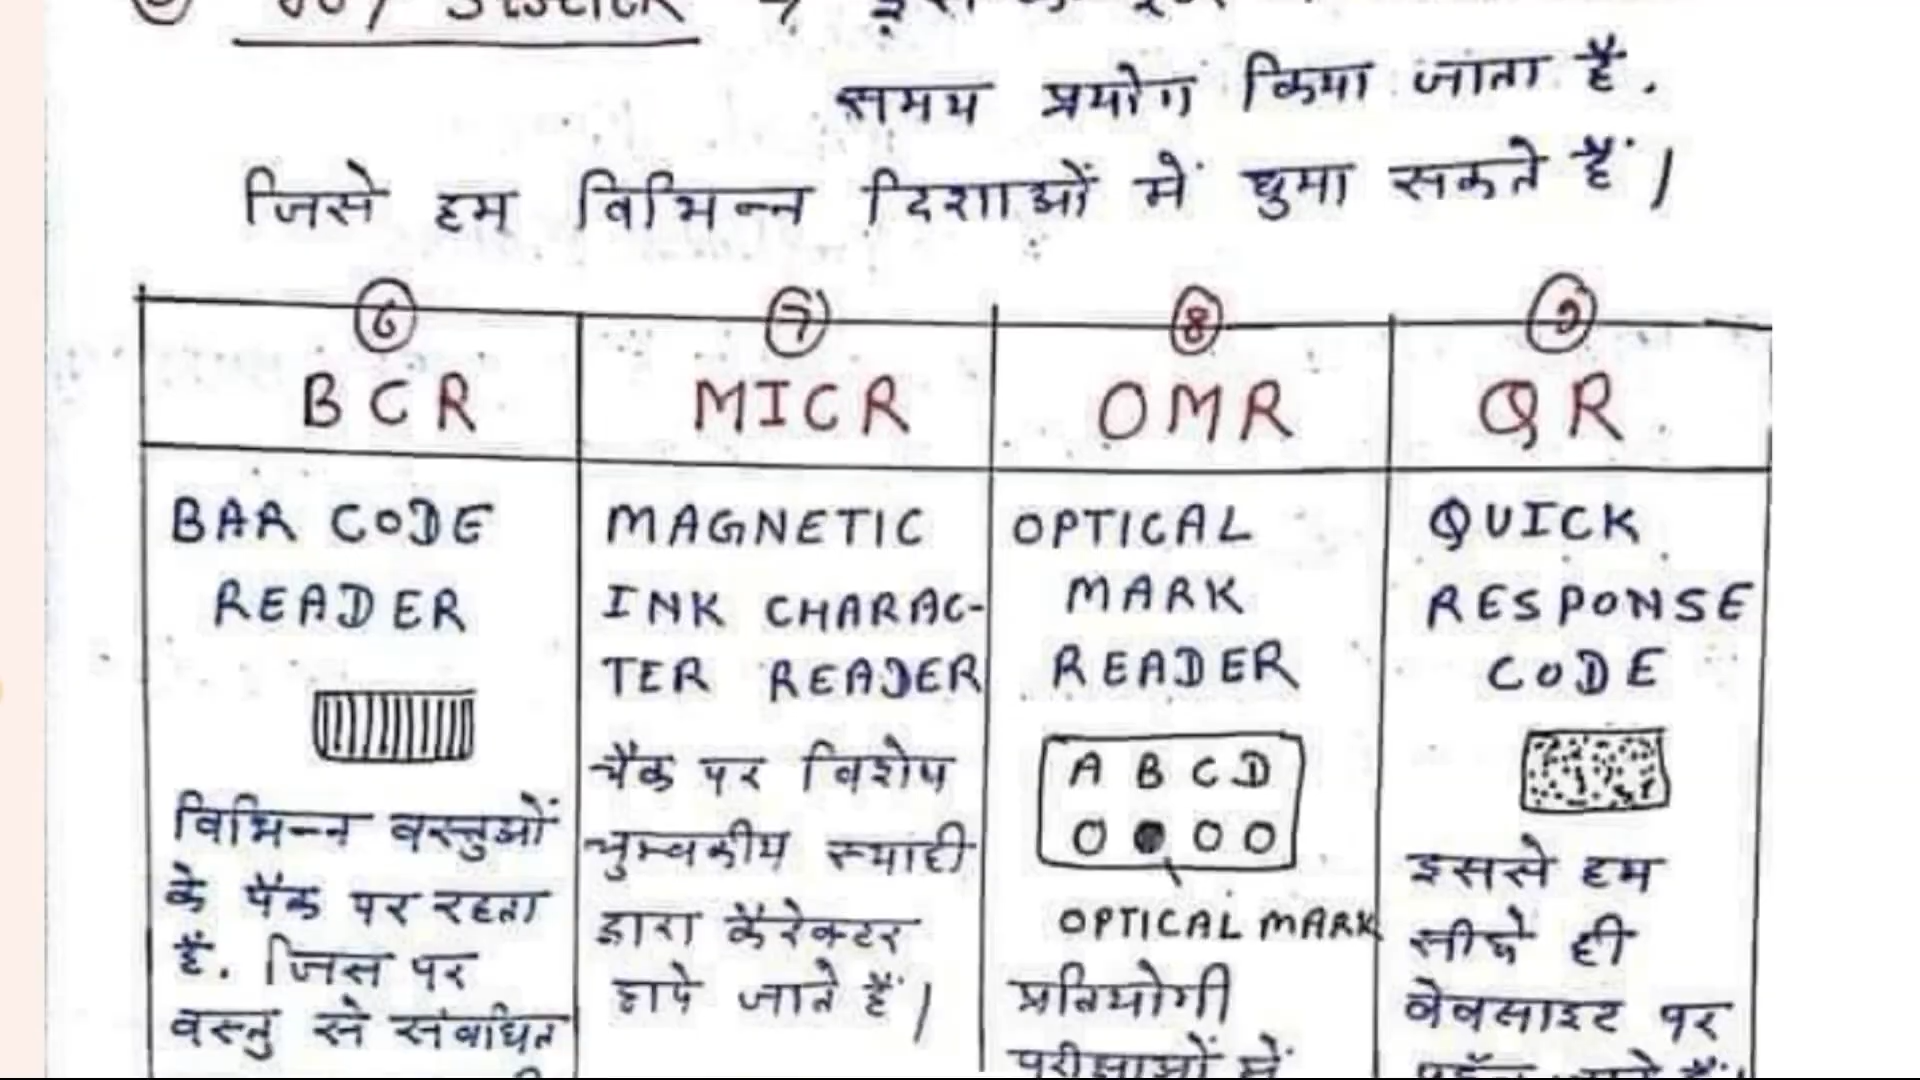 समय प्रयोग किया जाता है.
जिसे हम विभिन्न दिशाओं में घुमा सकते हैं।
6
BCR
BAR CODE
READER
विभिन्न वस्तुओं
के पैक पर रहता
है. जिस पर
वस्तु से संबंधित
7
MICR
MAGNETIC
INK CHARAC-
TER READER
चैक पर विशेष
चुम्बकीय स्याही
द्वारा कैरेक्टर
छापे जाते हैं।
8
OMR
OPTICAL
MARK
READER
A B C D
OPTICAL MARK
प्रतियोगी
परीक्षाओं में
9
QR
QUICK
RESPONSE
CODE
इससे हम
सीधे ही
वेबसाइट पर